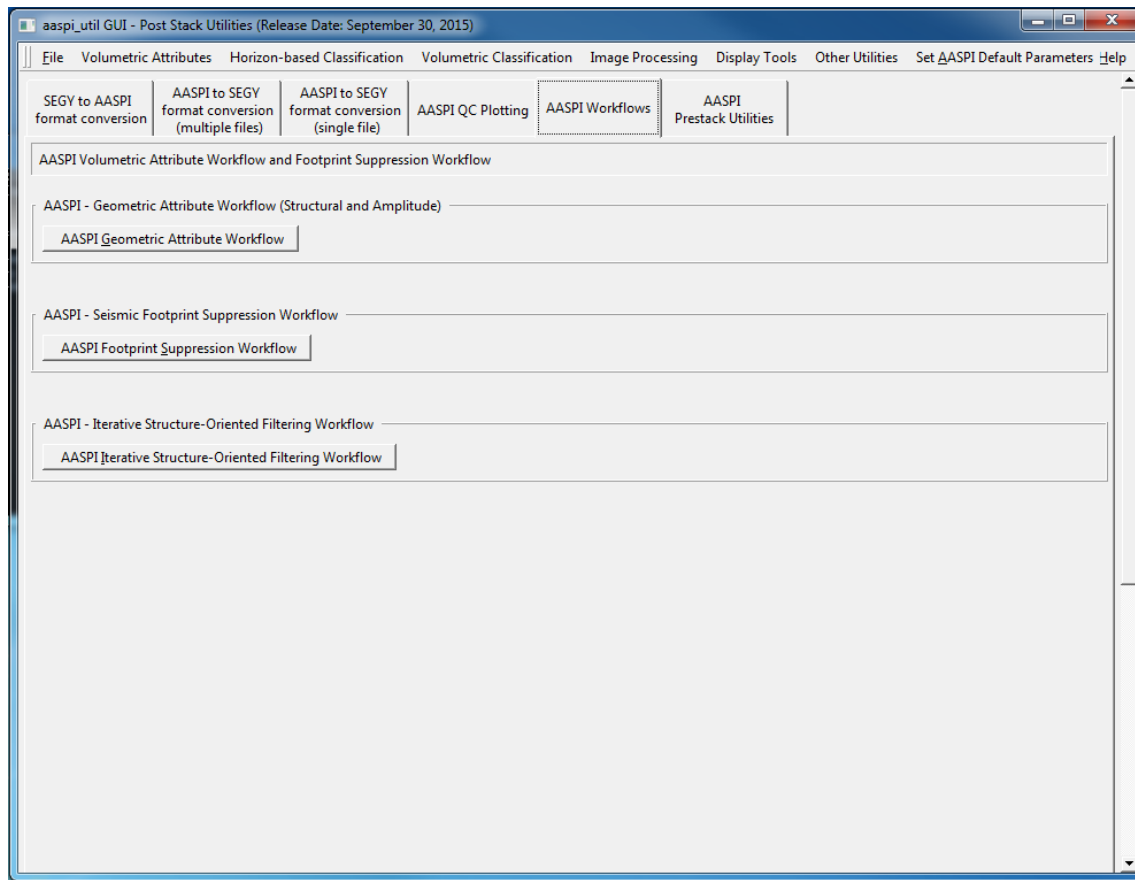 aaspi_util GUI - Post Stack Utilities (Release Date: September 30, 2015)
File Volumetric Attributes Horizon-based Classification Volumetric Classification Image Processing Display Tools Other Utilities Set AASPI Default Parameters Help
SEGY to AASPI
format conversion
AASPI to SEGY
format conversion
(multiple files)
AASPI to SEGY
format conversion
(single file)
AASPI QC Plotting
AASPI Workflows
AASPI
Prestack Utilities
AASPI Volumetric Attribute Workflow and Footprint Suppression Workflow
AASPI - Geometric Attribute Workflow (Structural and Amplitude)
AASPI Geometric Attribute Workflow
AASPI - Seismic Footprint Suppression Workflow
AASPI Footprint Suppression Workflow
AASPI - Iterative Structure-Oriented Filtering Workflow
AASPI Iterative Structure-Oriented Filtering Workflow